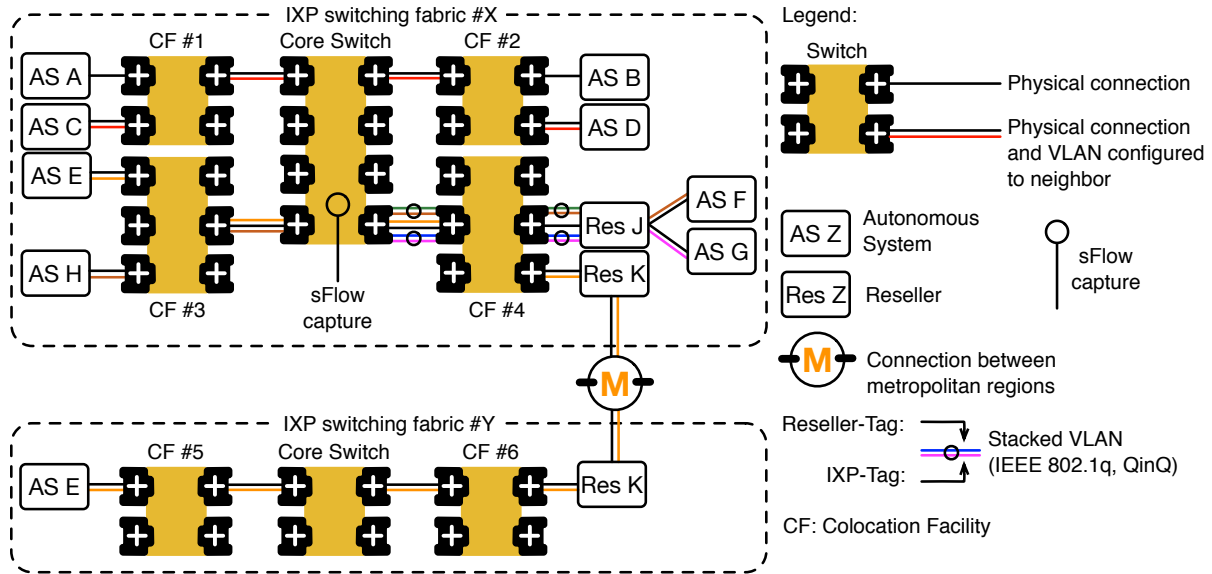 IXP switching fabric #X
CF #1
Core Switch
CF #2
AS A
AS B
AS C
AS D
AS E
AS F
Res J
AS G
AS H
Res K
CF #3
sFlow
capture
CF #4
M
IXP switching fabric #Y
CF #5
Core Switch
CF #6
AS E
Res K
Legend:
Switch
Physical connection
Physical connection
and VLAN configured
to neighbor
AS Z
Autonomous
System
sFlow
capture
Res Z
Reseller
M
Connection between
metropolitan regions
Reseller-Tag:
IXP-Tag:
Stacked VLAN
(IEEE 802.1q, QinQ)
CF: Colocation Facility